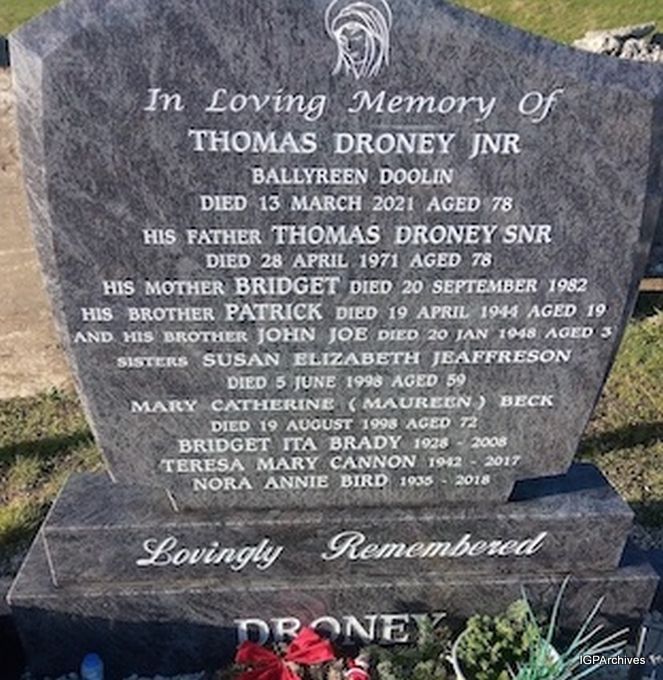 In Loving Memory Of
THOMAS DRONEY JNR
BALLYREEN DOOLIN
DIED 13 MARCH 2021 AGED 78
HIS FATHER THOMAS DRONEY SNR
DIED 28 APRIL 1971 AGED 78
HIS MOTHER BRIDGET DIED 20 SEPTEMBER 1982
HIS BROTHER PATRICK DIED 19 APRIL 1944 AGED 19
AND HIS BROTHER JOHN JOE DIED 20 JAN 1948 AGED 3
SISTERS SUSAN ELIZABETH JEAFFRESON
DIED 5 JUNE 1998 AGED 59
MARY CATHERINE ( MAUREEN ) BECK
DIED 19 AUGUST 1998 AGED 72
BRIDGET ITA BRADY 1928 - 2008
TERESA MARY CANNON 1942 - 2017
NORA ANNIE BIRD 1935 - 2018
Lovingly Remembered
DRONEY
IGPArchives